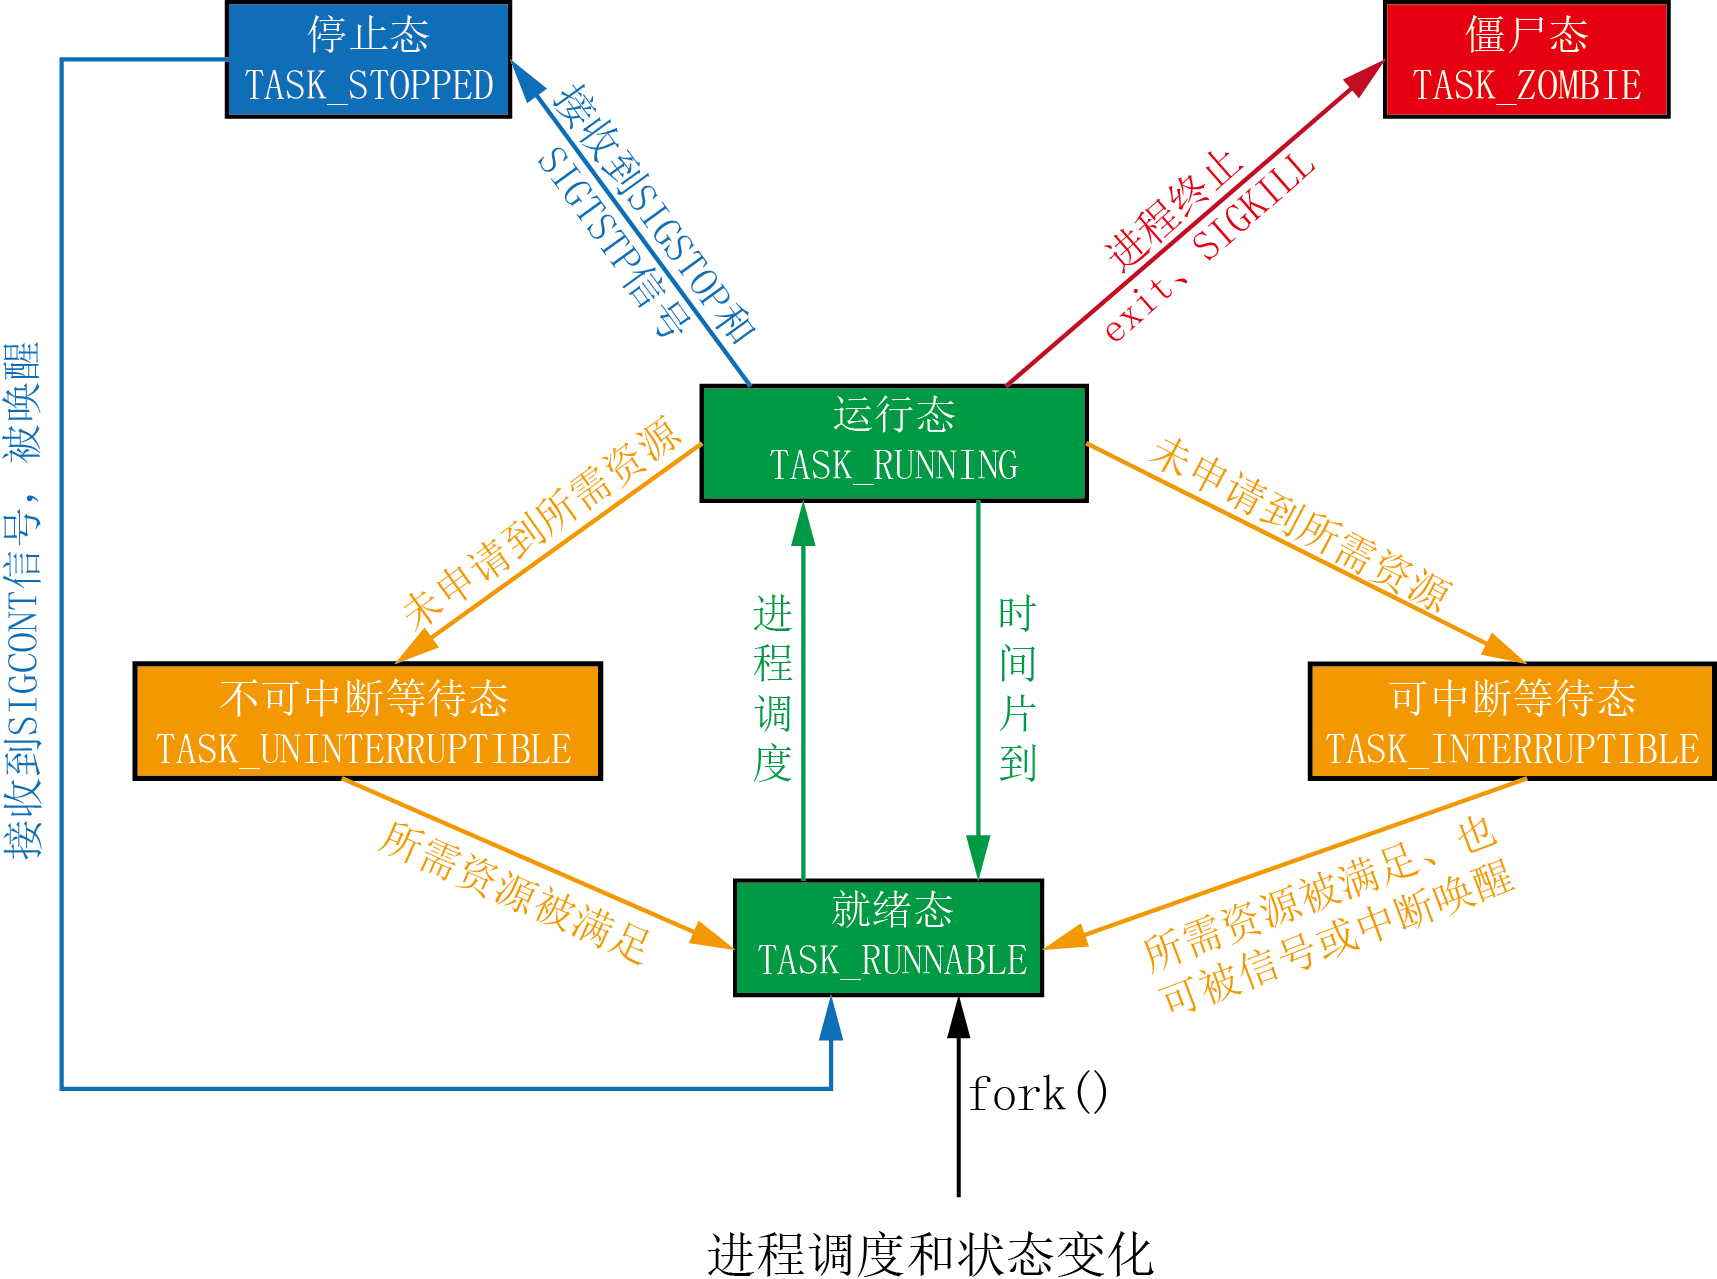 停止态
TASK_STOPPED
僵尸态
TASK_ZOMBIE
接收到SIGSTOP和
SIGTSTP信号
进程终止
exit、SIGKILL
接收到SIGCONT信号，被唤醒
运行态
TASK_RUNNING
未申请到所需资源
未申请到所需资源
进程调度
时间片到
不可中断等待态
TASK_UNINTERRUPTIBLE
可中断等待态
TASK_INTERRUPTIBLE
所需资源被满足
所需资源被满足、也
可被信号或中断唤醒
就绪态
TASK_RUNNABLE
fork()
进程调度和状态变化